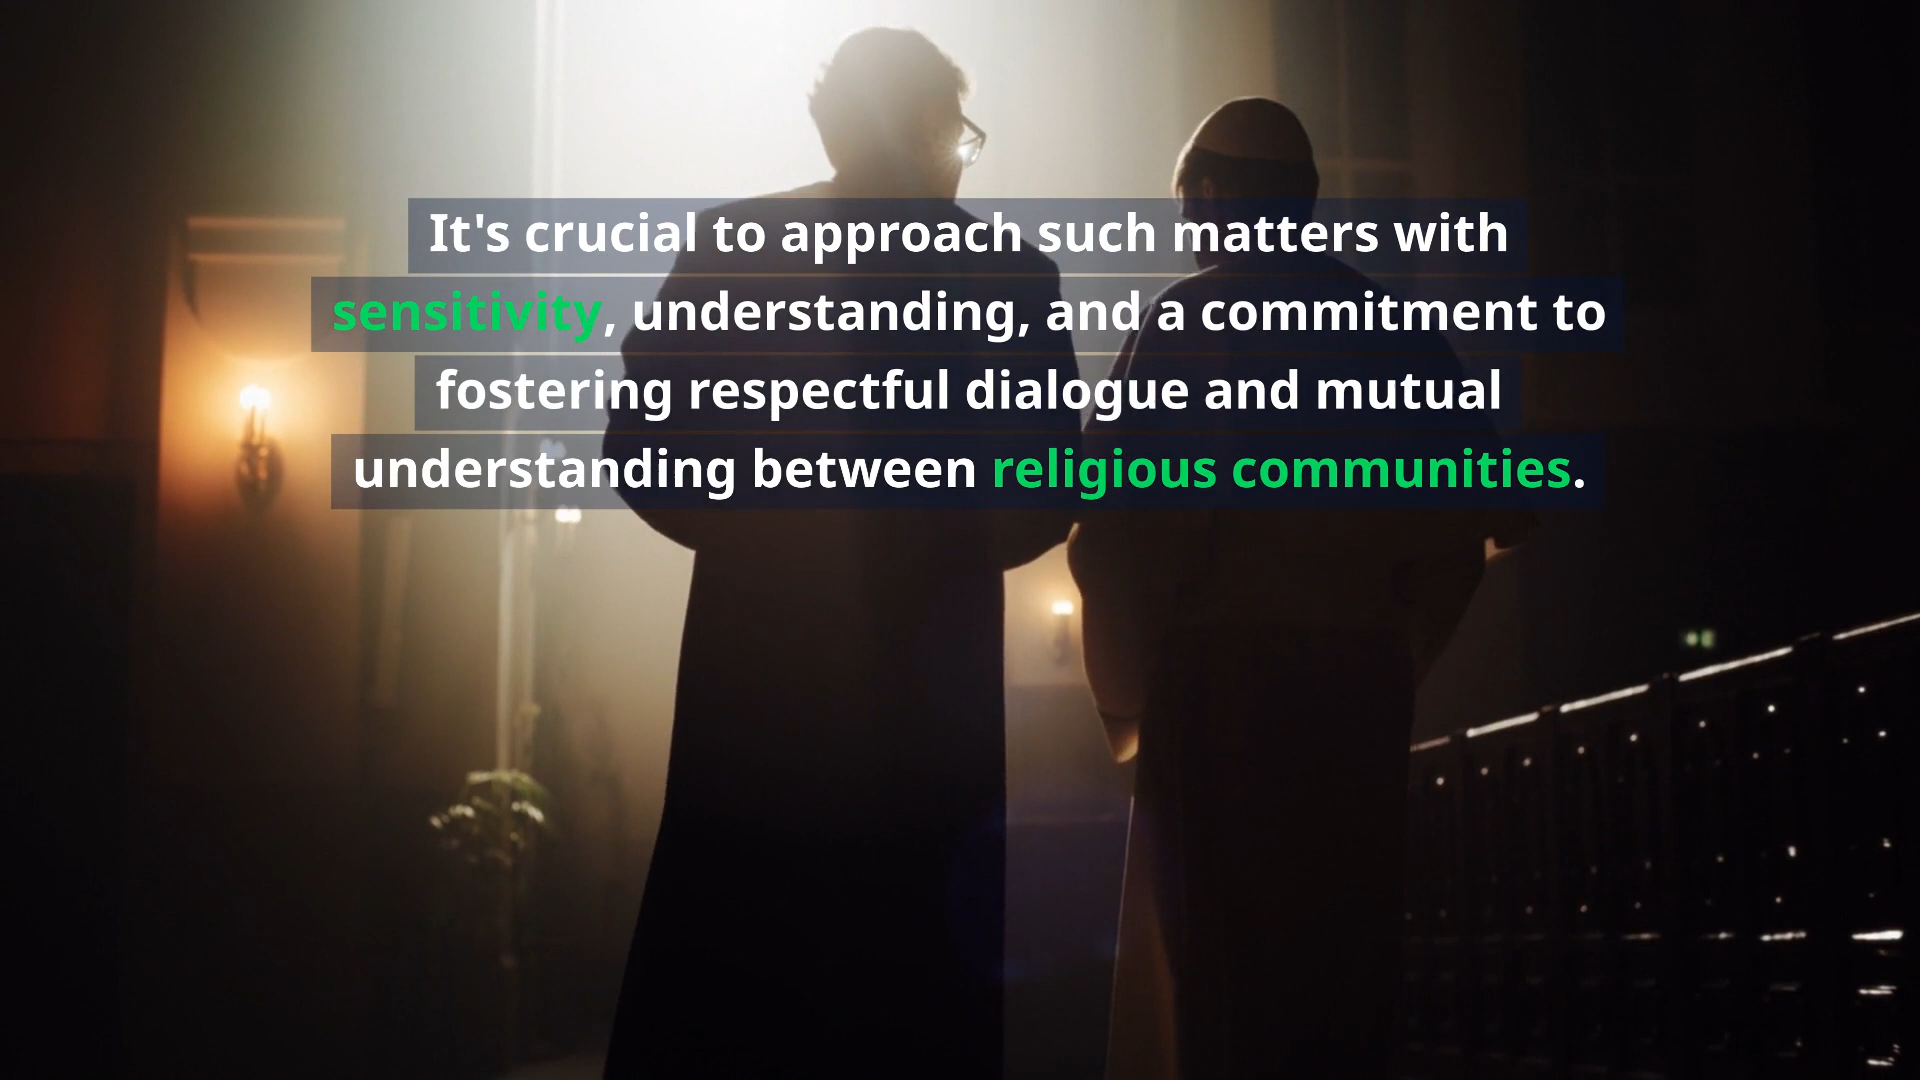 It's crucial to approach such matters with
sensitivity, understanding, and a commitment to
fostering respectful dialogue and mutual
understanding between religious communities.